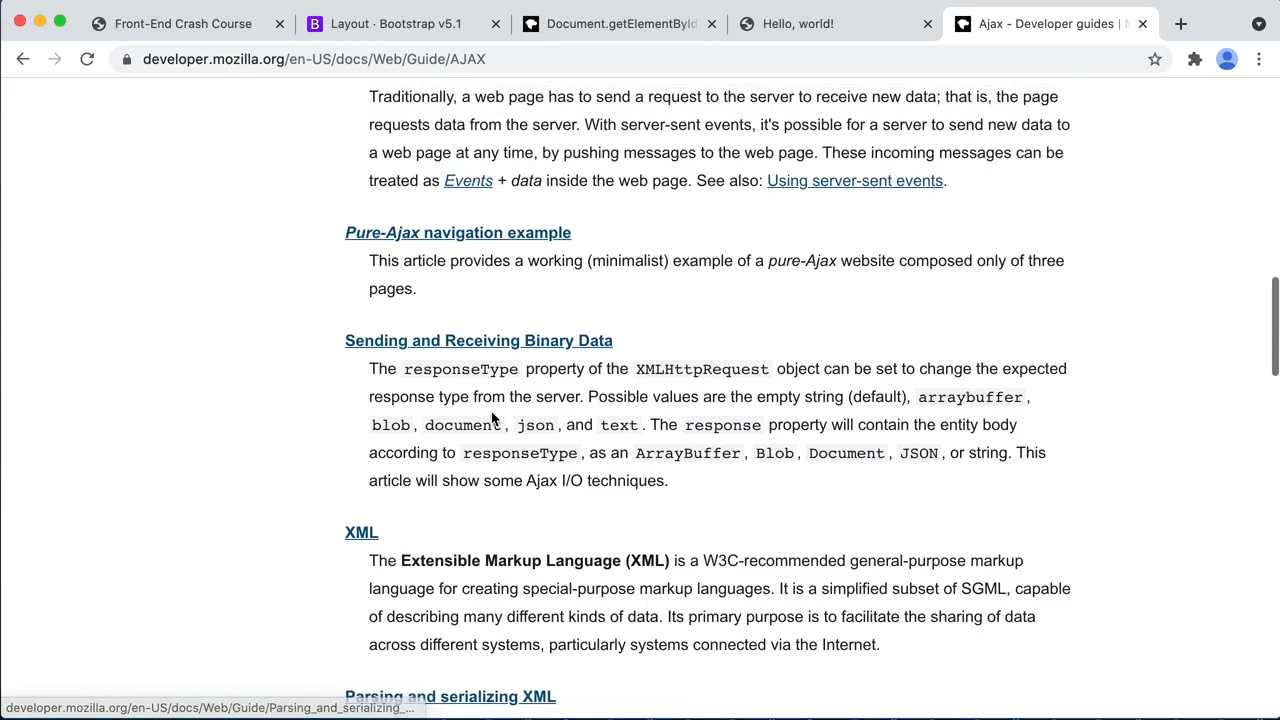 Front-End Crash Course
Layout · Bootstrap v5.1
Document.getElementById
Hello, world!
Ajax - Developer guides |
developer.mozilla.org/en-US/docs/Web/Guide/AJAX
Traditionally, a web page has to send a request to the server to receive new data; that is, the page
requests data from the server. With server-sent events, it's possible for a server to send new data to
a web page at any time, by pushing messages to the web page. These incoming messages can be
treated as Events + data inside the web page. See also: Using server-sent events.
Pure-Ajax navigation example
This article provides a working (minimalist) example of a pure-Ajax website composed only of three
pages.
Sending and Receiving Binary Data
The responseType property of the XMLHttpRequest object can be set to change the expected
response type from the server. Possible values are the empty string (default), arraybuffer,
blob, document, json, and text. The response property will contain the entity body
according to responseType, as an ArrayBuffer, Blob, Document, JSON, or string. This
article will show some Ajax I/O techniques.
XML
The Extensible Markup Language (XML) is a W3C-recommended general-purpose markup
language for creating special-purpose markup languages. It is a simplified subset of SGML, capable
of describing many different kinds of data. Its primary purpose is to facilitate the sharing of data
across different systems, particularly systems connected via the Internet.
Parsing and serializing XML
developer.mozilla.org/en-US/docs/Web/Guide/Parsing_and_serializing_...